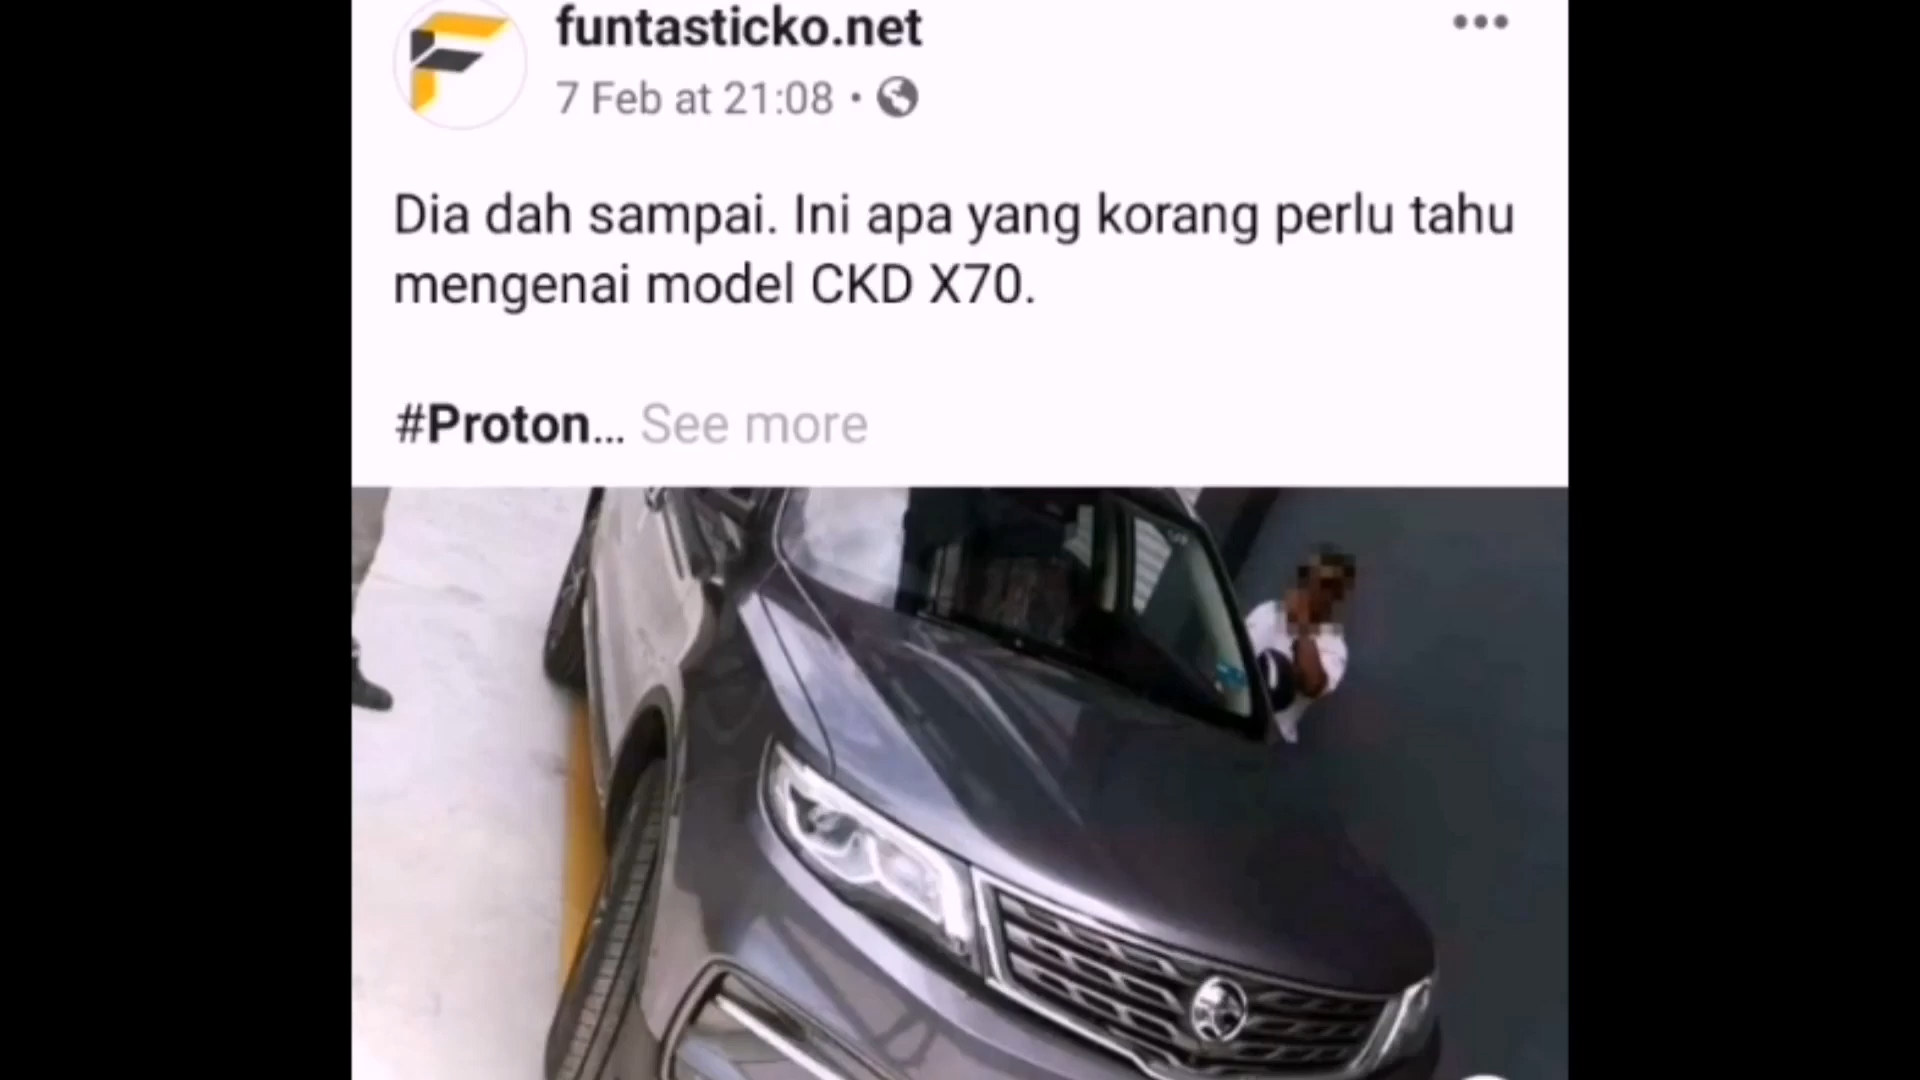 funtasticko.net
7 Feb at 21:08 •
Dia dah sampai. Ini apa yang korang perlu tahu
mengenai model CKD X70.
#Proton... See more